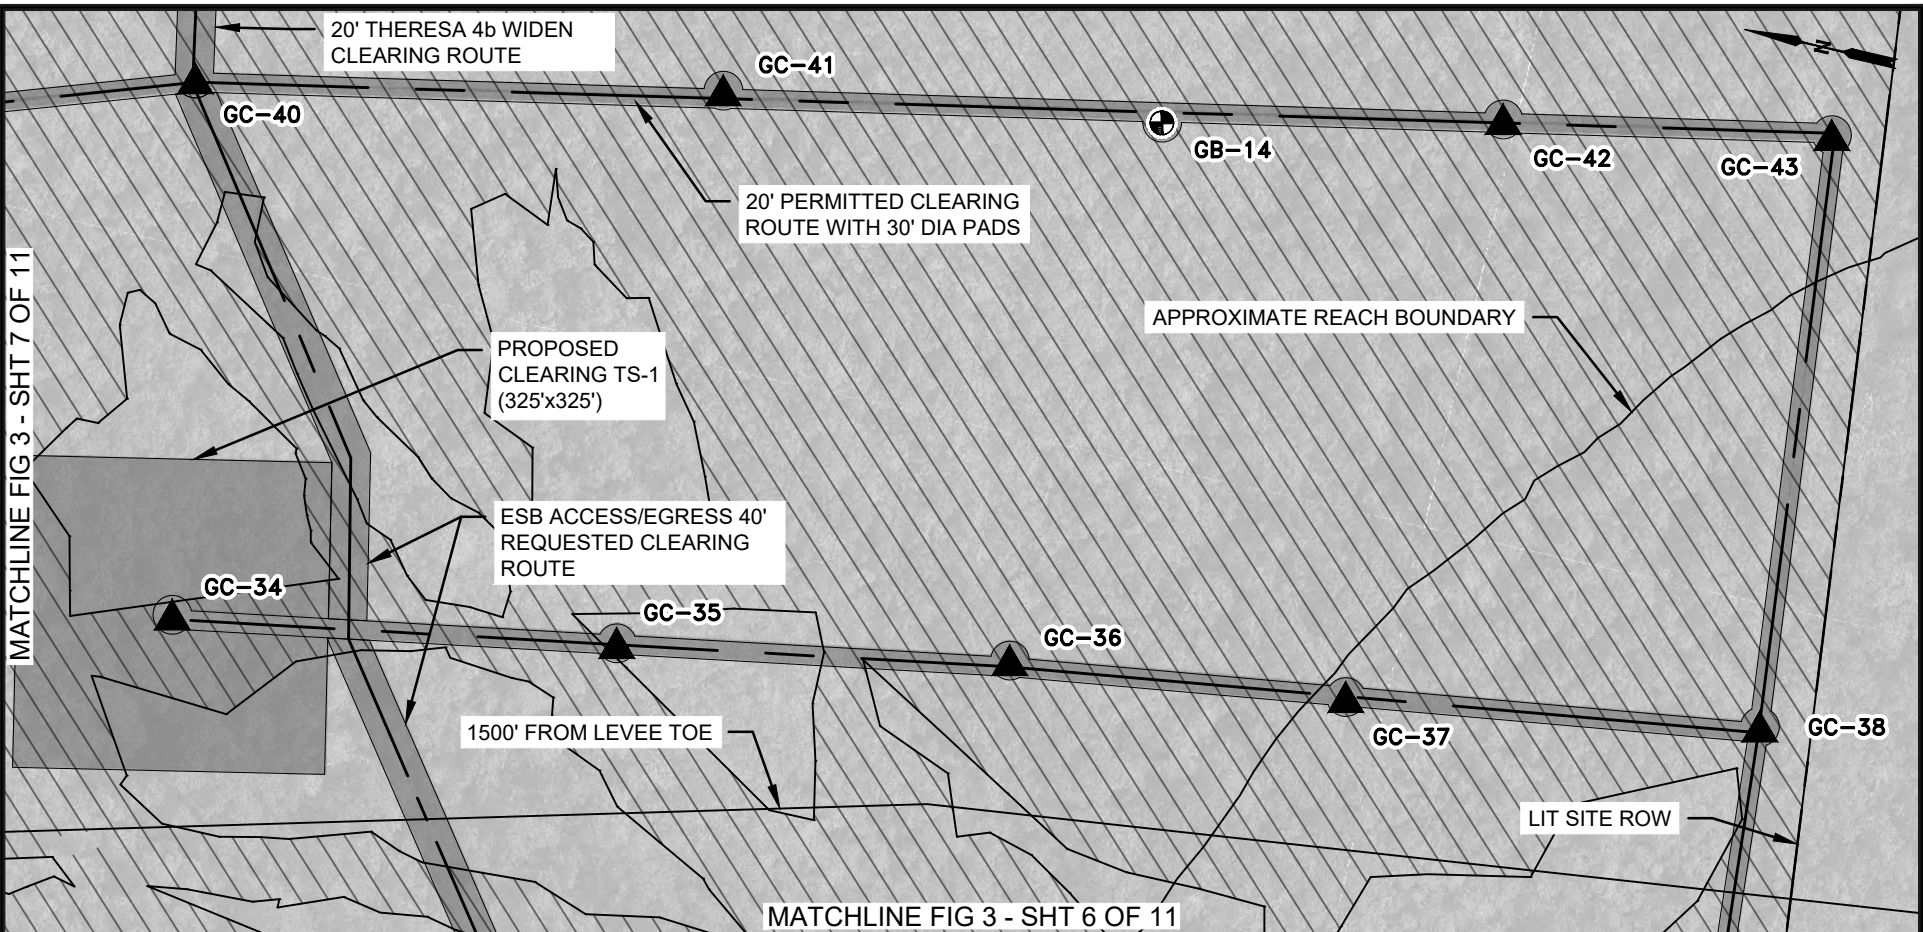 20' THERESA 4b WIDEN
CLEARING ROUTE
N
GC-40
GC-41
GB-14
GC-42
GC-43
20' PERMITTED CLEARING
ROUTE WITH 30' DIA PADS
MATCHLINE FIG 3 - SHT 7 OF 11
APPROXIMATE REACH BOUNDARY
PROPOSED
CLEARING TS-1
(325'x325')
ESB ACCESS/EGRESS 40'
REQUESTED CLEARING
ROUTE
GC-34
GC-35
GC-36
GC-37
GC-38
1500' FROM LEVEE TOE
LIT SITE ROW
MATCHLINE FIG 3 - SHT 6 OF 11